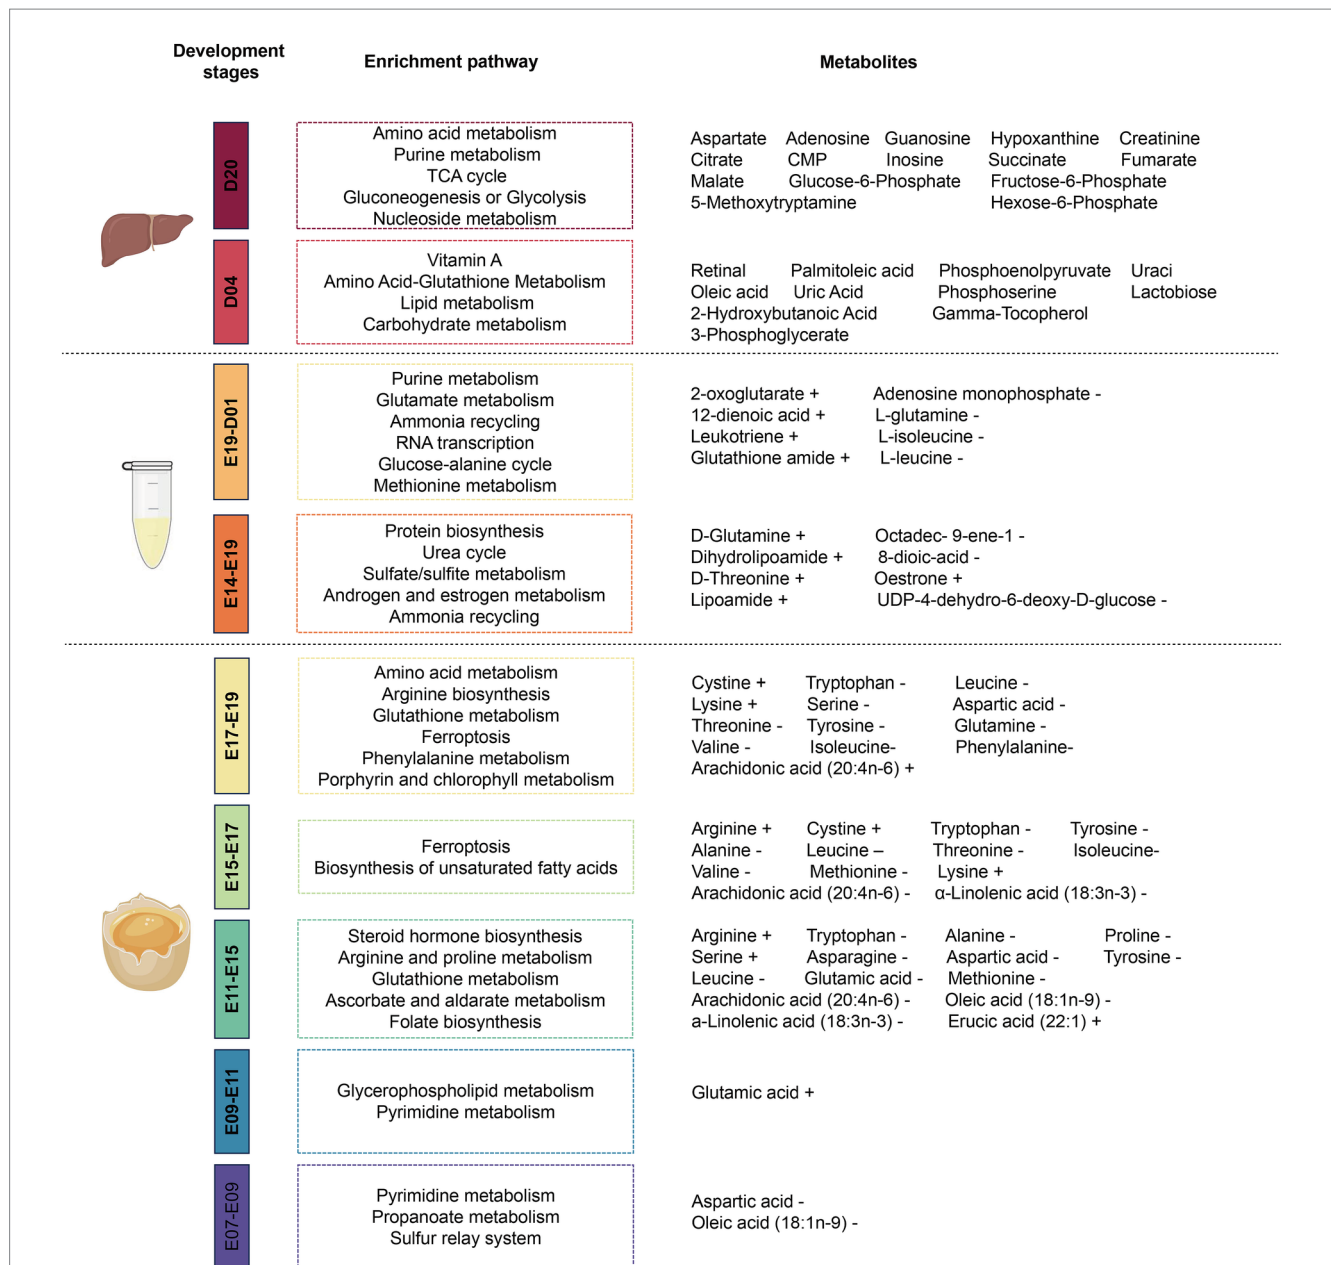 Development stages Enrichment pathway Metabolites
D20
Amino acid metabolism
Purine metabolism
TCA cycle
Gluconeogenesis or Glycolysis
Nucleoside metabolism
Aspartate Adenosine Guanosine Hypoxanthine Creatinine
Citrate CMP Inosine Succinate Fumarate
Malate Glucose-6-Phosphate Fructose-6-Phosphate
5-Methoxytryptamine Hexose-6-Phosphate
D04
Vitamin A
Amino Acid-Glutathione Metabolism
Lipid metabolism
Carbohydrate metabolism
Retinal Palmitoleic acid Phosphoenolpyruvate Uraci
Oleic acid Uric Acid Phosphoserine Lactobiose
2-Hydroxybutanoic Acid Gamma-Tocopherol
3-Phosphoglycerate
E19-D01
Purine metabolism
Glutamate metabolism
Ammonia recycling
RNA transcription
Glucose-alanine cycle
Methionine metabolism
2-oxoglutarate + Adenosine monophosphate -
12-dienoic acid + L-glutamine -
Leukotriene + L-isoleucine -
Glutathione amide + L-leucine -
E14-E19
Protein biosynthesis
Urea cycle
Sulfate/sulfite metabolism
Androgen and estrogen metabolism
Ammonia recycling
D-Glutamine + Octadec- 9-ene-1 -
Dihydrolipoamide + 8-dioic-acid -
D-Threonine + Oestrone +
Lipoamide + UDP-4-dehydro-6-deoxy-D-glucose -
E17-E19
Amino acid metabolism
Arginine biosynthesis
Glutathione metabolism
Ferroptosis
Phenylalanine metabolism
Porphyrin and chlorophyll metabolism
Cystine + Tryptophan - Leucine -
Lysine + Serine - Aspartic acid -
Threonine - Tyrosine - Glutamine -
Valine - Isoleucine- Phenylalanine-
Arachidonic acid (20:4n-6) +
E15-E17
Ferroptosis
Biosynthesis of unsaturated fatty acids
Arginine + Cystine + Tryptophan - Tyrosine -
Alanine - Leucine – Threonine - Isoleucine-
Valine - Methionine - Lysine +
Arachidonic acid (20:4n-6) - α-Linolenic acid (18:3n-3) -
E11-E15
Steroid hormone biosynthesis
Arginine and proline metabolism
Glutathione metabolism
Ascorbate and aldarate metabolism
Folate biosynthesis
Arginine + Tryptophan - Alanine - Proline -
Serine + Asparagine - Aspartic acid - Tyrosine -
Leucine - Glutamic acid - Methionine -
Arachidonic acid (20:4n-6) - Oleic acid (18:1n-9) -
a-Linolenic acid (18:3n-3) - Erucic acid (22:1) +
E09-E11
Glycerophospholipid metabolism
Pyrimidine metabolism
Glutamic acid +
E07-E09
Pyrimidine metabolism
Propanoate metabolism
Sulfur relay system
Aspartic acid -
Oleic acid (18:1n-9) -